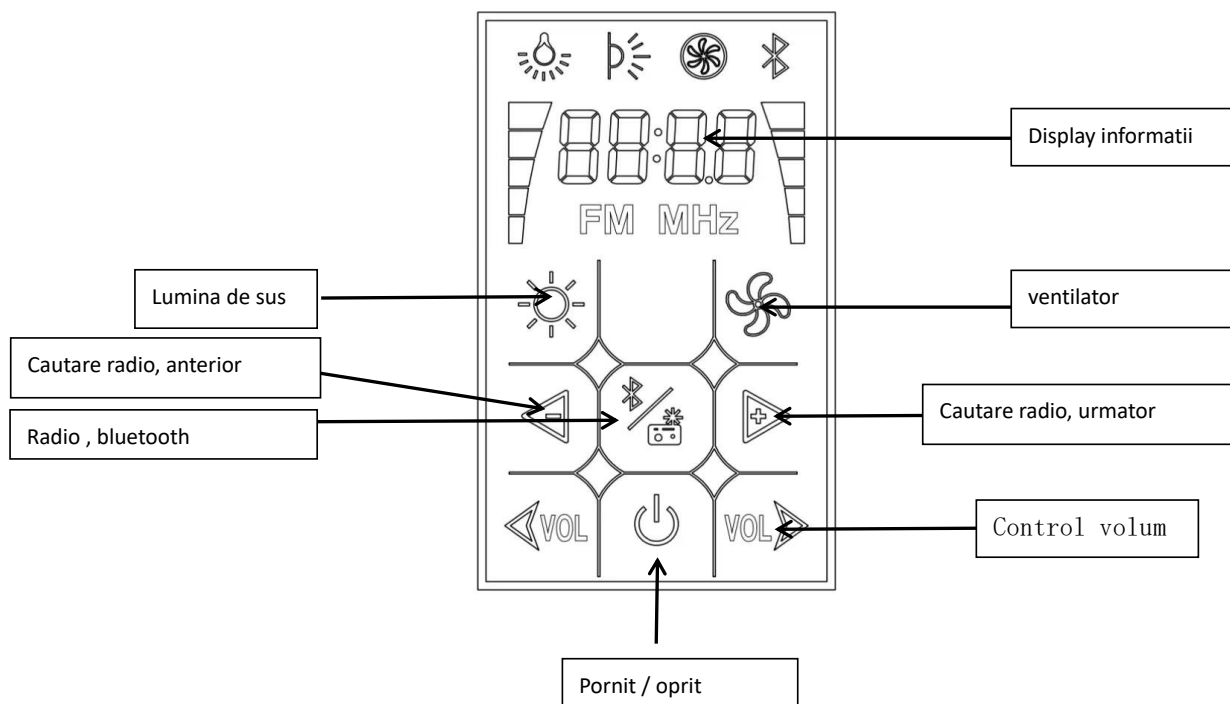 88:8.8
Display informatii
FM MHz
Lumina de sus
ventilator
Cautare radio, anterior
Radio , bluetooth
Cautare radio, urmator
VOL
VOL
Control volum
Pornit / oprit